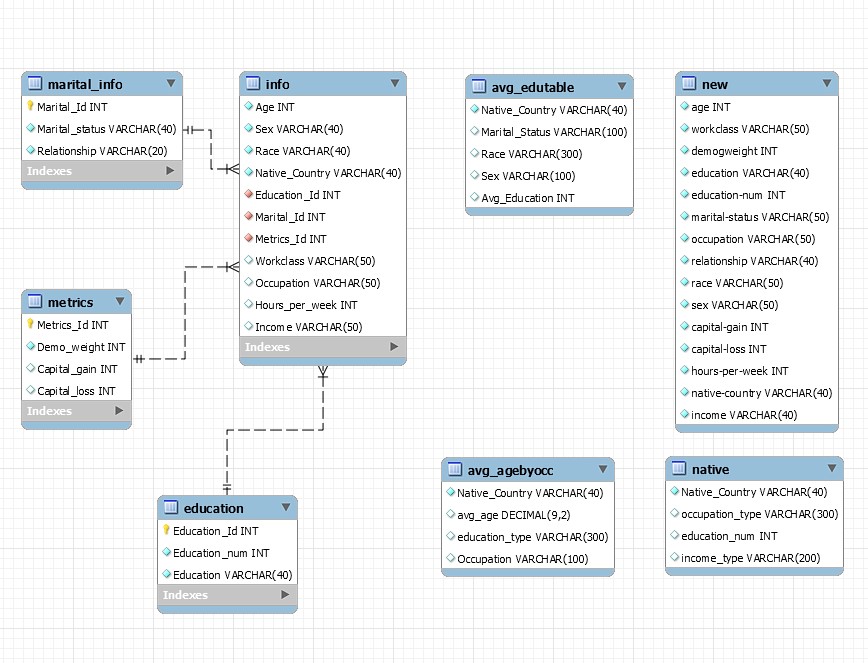 marital_info
Marital_Id INT
Marital_status VARCHAR(40)
Relationship VARCHAR(20)
Indexes
info
Age INT
Sex VARCHAR(40)
Race VARCHAR(40)
Native_Country VARCHAR(40)
Education_Id INT
Marital_Id INT
Metrics_Id INT
Workclass VARCHAR(50)
Occupation VARCHAR(50)
Hours_per_week INT
Income VARCHAR(50)
Indexes
avg_edutable
Native_Country VARCHAR(40)
Marital_Status VARCHAR(100)
Race VARCHAR(300)
Sex VARCHAR(100)
Avg_Education INT
new
age INT
workclass VARCHAR(50)
demogweight INT
education VARCHAR(40)
education-num INT
marital-status VARCHAR(50)
occupation VARCHAR(50)
relationship VARCHAR(40)
race VARCHAR(50)
sex VARCHAR(50)
capital-gain INT
capital-loss INT
hours-per-week INT
native-country VARCHAR(40)
income VARCHAR(40)
metrics
Metrics_Id INT
Demo_weight INT
Capital_gain INT
Capital_loss INT
Indexes
education
Education_Id INT
Education_num INT
Education VARCHAR(40)
Indexes
avg_agebyocc
Native_Country VARCHAR(40)
avg_age DECIMAL(9,2)
education_type VARCHAR(300)
Occupation VARCHAR(100)
native
Native_Country VARCHAR(40)
occupation_type VARCHAR(300)
education_num INT
income_type VARCHAR(200)